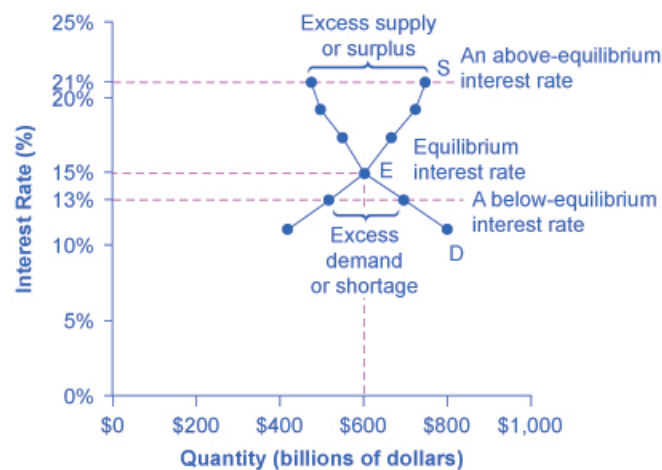 25%
Excess supply
or surplus
S
An above-equilibrium
interest rate
21%
20%
Equilibrium
interest rate
E
15%
13%
A below-equilibrium
interest rate
Excess
demand
or shortage
D
10%
5%
0%
$0
$200
$400
$600
$800
$1,000
Interest Rate (%)
Quantity (billions of dollars)